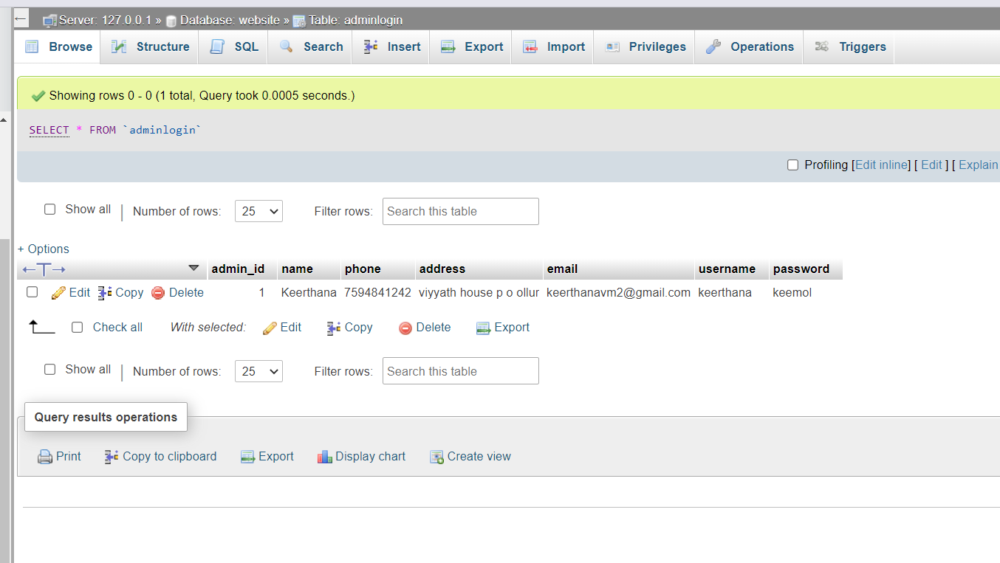 Server: 127.0.0.1 » Database: website » Table: adminlogin
Browse Structure SQL Search Insert Export Import Privileges Operations Triggers
Showing rows 0 - 0 (1 total, Query took 0.0005 seconds.)
SELECT * FROM `adminlogin`
Profiling [Edit inline] [ Edit ] [ Explain
Show all Number of rows: 25 Filter rows: Search this table
+ Options
←T→ admin_id name phone address email username password
Edit Copy Delete 1 Keerthana 7594841242 viyyath house p o ollur keerthanavm2@gmail.com keerthana keemol
Check all With selected: Edit Copy Delete Export
Show all Number of rows: 25 Filter rows: Search this table
Query results operations
Print Copy to clipboard Export Display chart Create view